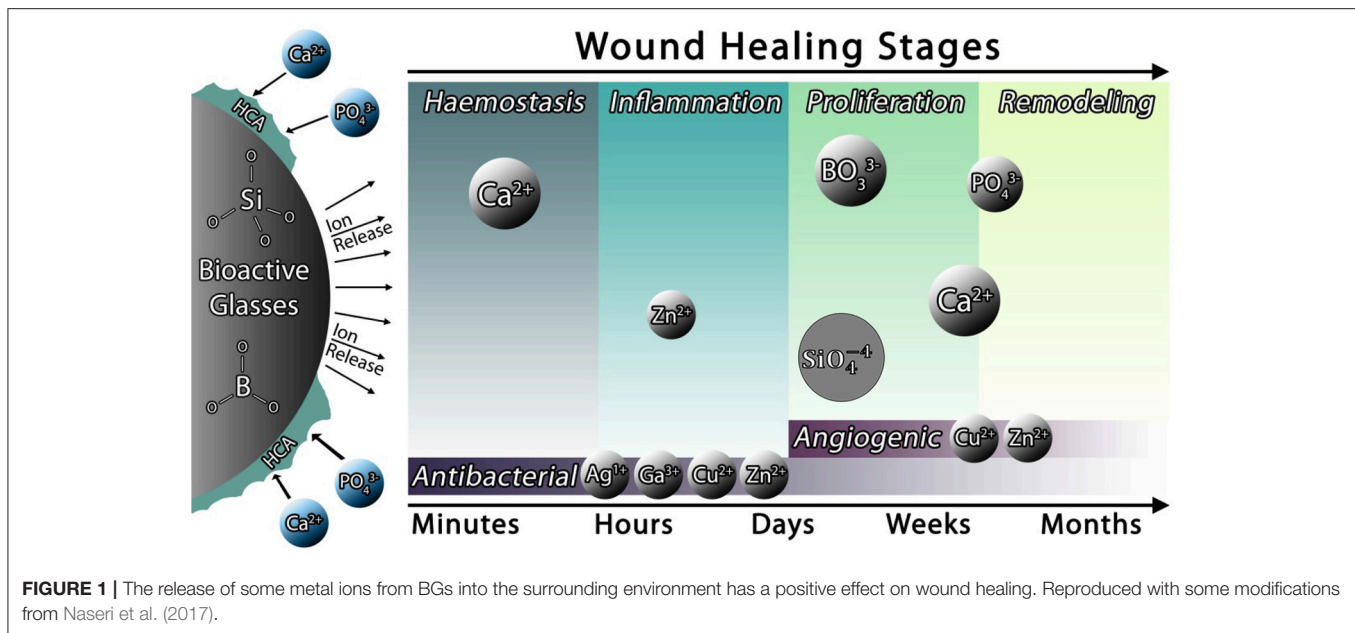 Wound Healing Stages
Haemostasis
Inflammation
Proliferation
Remodeling
Ca²⁺
PO₄³⁻
HCA
O
Si
O
O
O
Bioactive
Glasses
O
B
O
O
HCA
PO₄³⁻
Ca²⁺
Ion
Release
Ion
Release
Ca²⁺
Zn²⁺
BO₃³⁻
PO₄³⁻
Ca²⁺
SiO₄⁻⁴
Angiogenic Cu²⁺ Zn²⁺
Antibacterial Ag¹⁺ Ga³⁺ Cu²⁺ Zn²⁺
Minutes Hours Days Weeks Months
FIGURE 1 | The release of some metal ions from BGs into the surrounding environment has a positive effect on wound healing. Reproduced with some modifications
from Naseri et al. (2017).